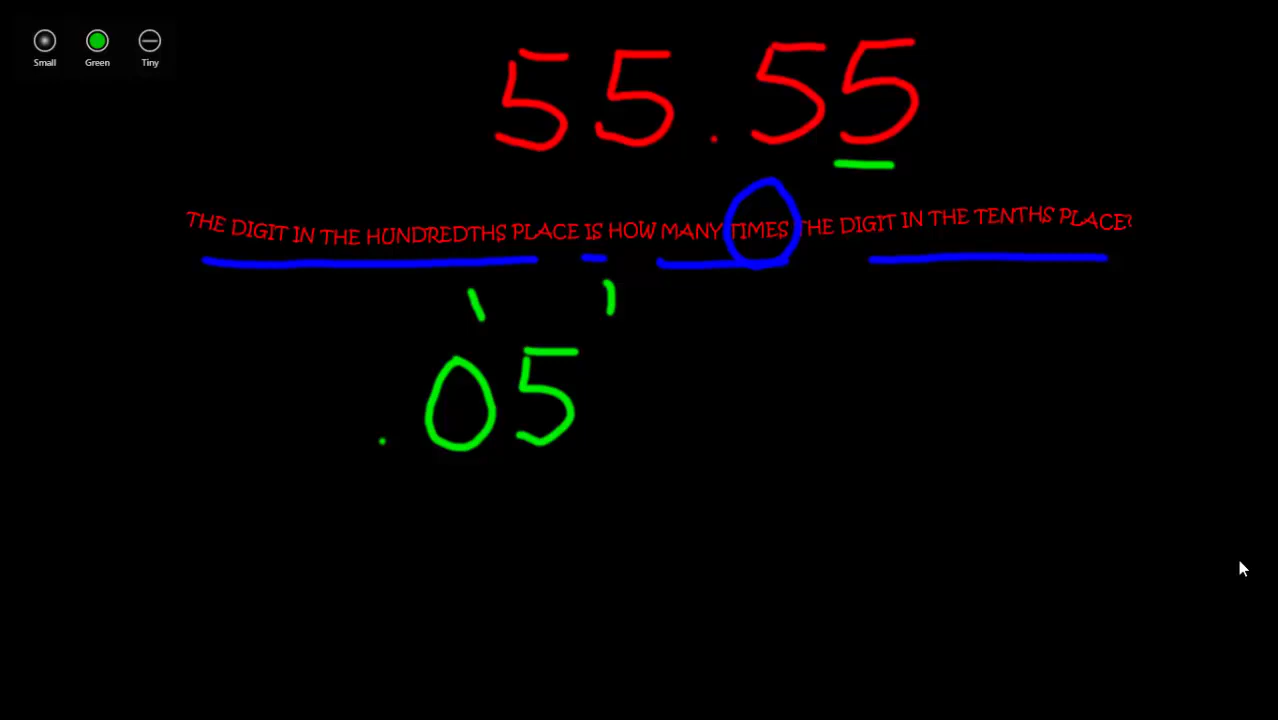 Small Green Tiny
55.55
THE DIGIT IN THE HUNDREDTHS PLACE IS HOW MANY TIMES THE DIGIT IN THE TENTHS PLACE?
.05